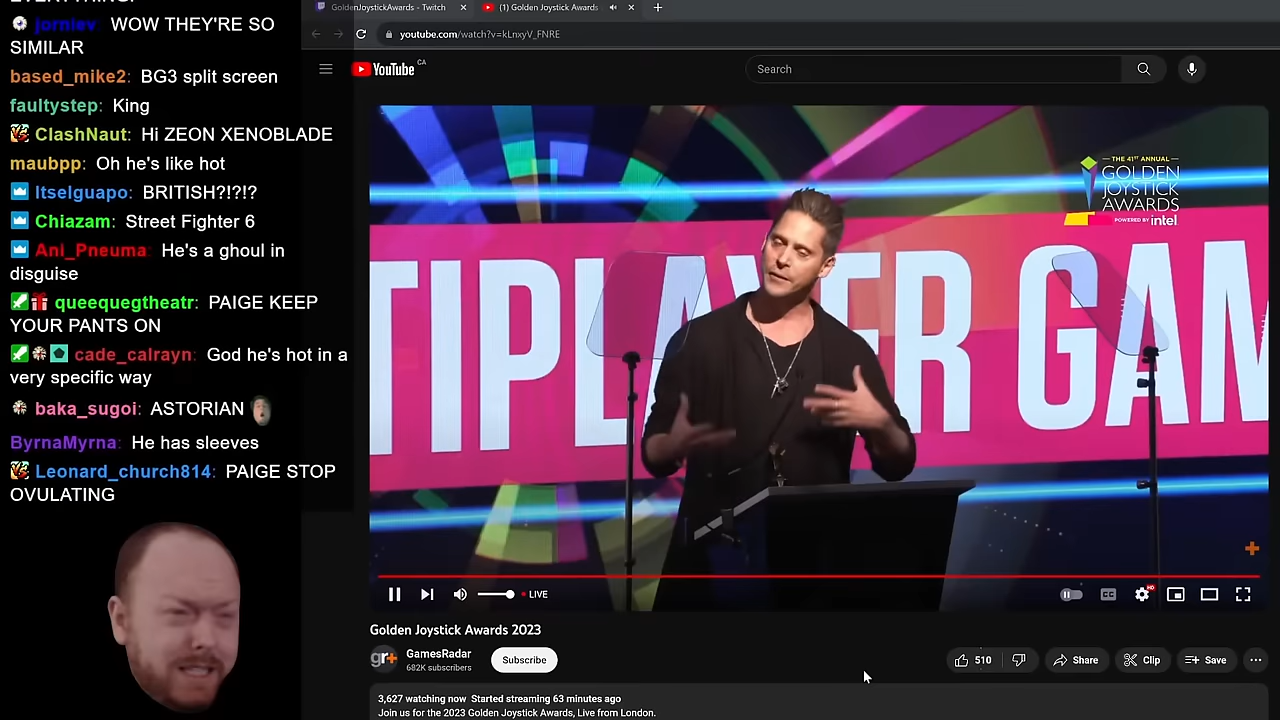 EVERYTHING!
jorniev: WOW THEY'RE SO
SIMILAR
based_mike2: BG3 split screen
faultystep: King
ClashNaut: Hi ZEON XENOBLADE
maubpp: Oh he's like hot
Itselguapo: BRITISH?!?!?
Chiazam: Street Fighter 6
Ani_Pneuma: He's a ghoul in
disguise
queequegtheatr: PAIGE KEEP
YOUR PANTS ON
cade_calrayn: God he's hot in a
very specific way
baka_sugoi: ASTORIAN
ByrnaMyrna: He has sleeves
Leonard_church814: PAIGE STOP
OVULATING
GoldenJoystickAwards - Twitch
(1) Golden Joystick Awards
youtube.com/watch?v=kLnxyV_FNRE
YouTube CA
Search
THE 41ST ANNUAL
GOLDEN
JOYSTICK
AWARDS
POWERED BY intel
TIPLAYER GAM
LIVE
CC
HD
Golden Joystick Awards 2023
gr+
GamesRadar
682K subscribers
Subscribe
510
Share
Clip
Save
3,627 watching now Started streaming 63 minutes ago
Join us for the 2023 Golden Joystick Awards, Live from London.